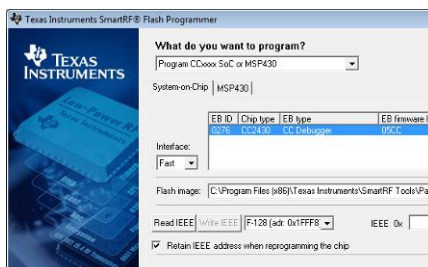 Texas Instruments SmartRF® Flash Programmer
TEXAS
INSTRUMENTS
What do you want to program?
Program CCxxxx SoC or MSP430
System-on-Chip MSP430
EB ID Chip type EB type EB firmware
0276 CC2430 CC Debugger 05CC
Interface:
Fast
Flash image: C:\Program Files (x86)\Texas Instruments\SmartRF Tools\Pa
Read IEEE Write IEEE F-128 (adr: 0x1FFF8 IEEE 0x
Retain IEEE address when reprogramming the chip